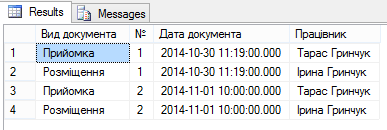 Results Messages
Вид документа № Дата документа Працівник
1 Прийомка 1 2014-10-30 11:19:00.000 Тарас Гринчук
2 Розміщення 1 2014-10-30 11:19:00.000 Ірина Гринчук
3 Прийомка 2 2014-11-01 10:00:00.000 Тарас Гринчук
4 Розміщення 2 2014-11-01 10:00:00.000 Ірина Гринчук